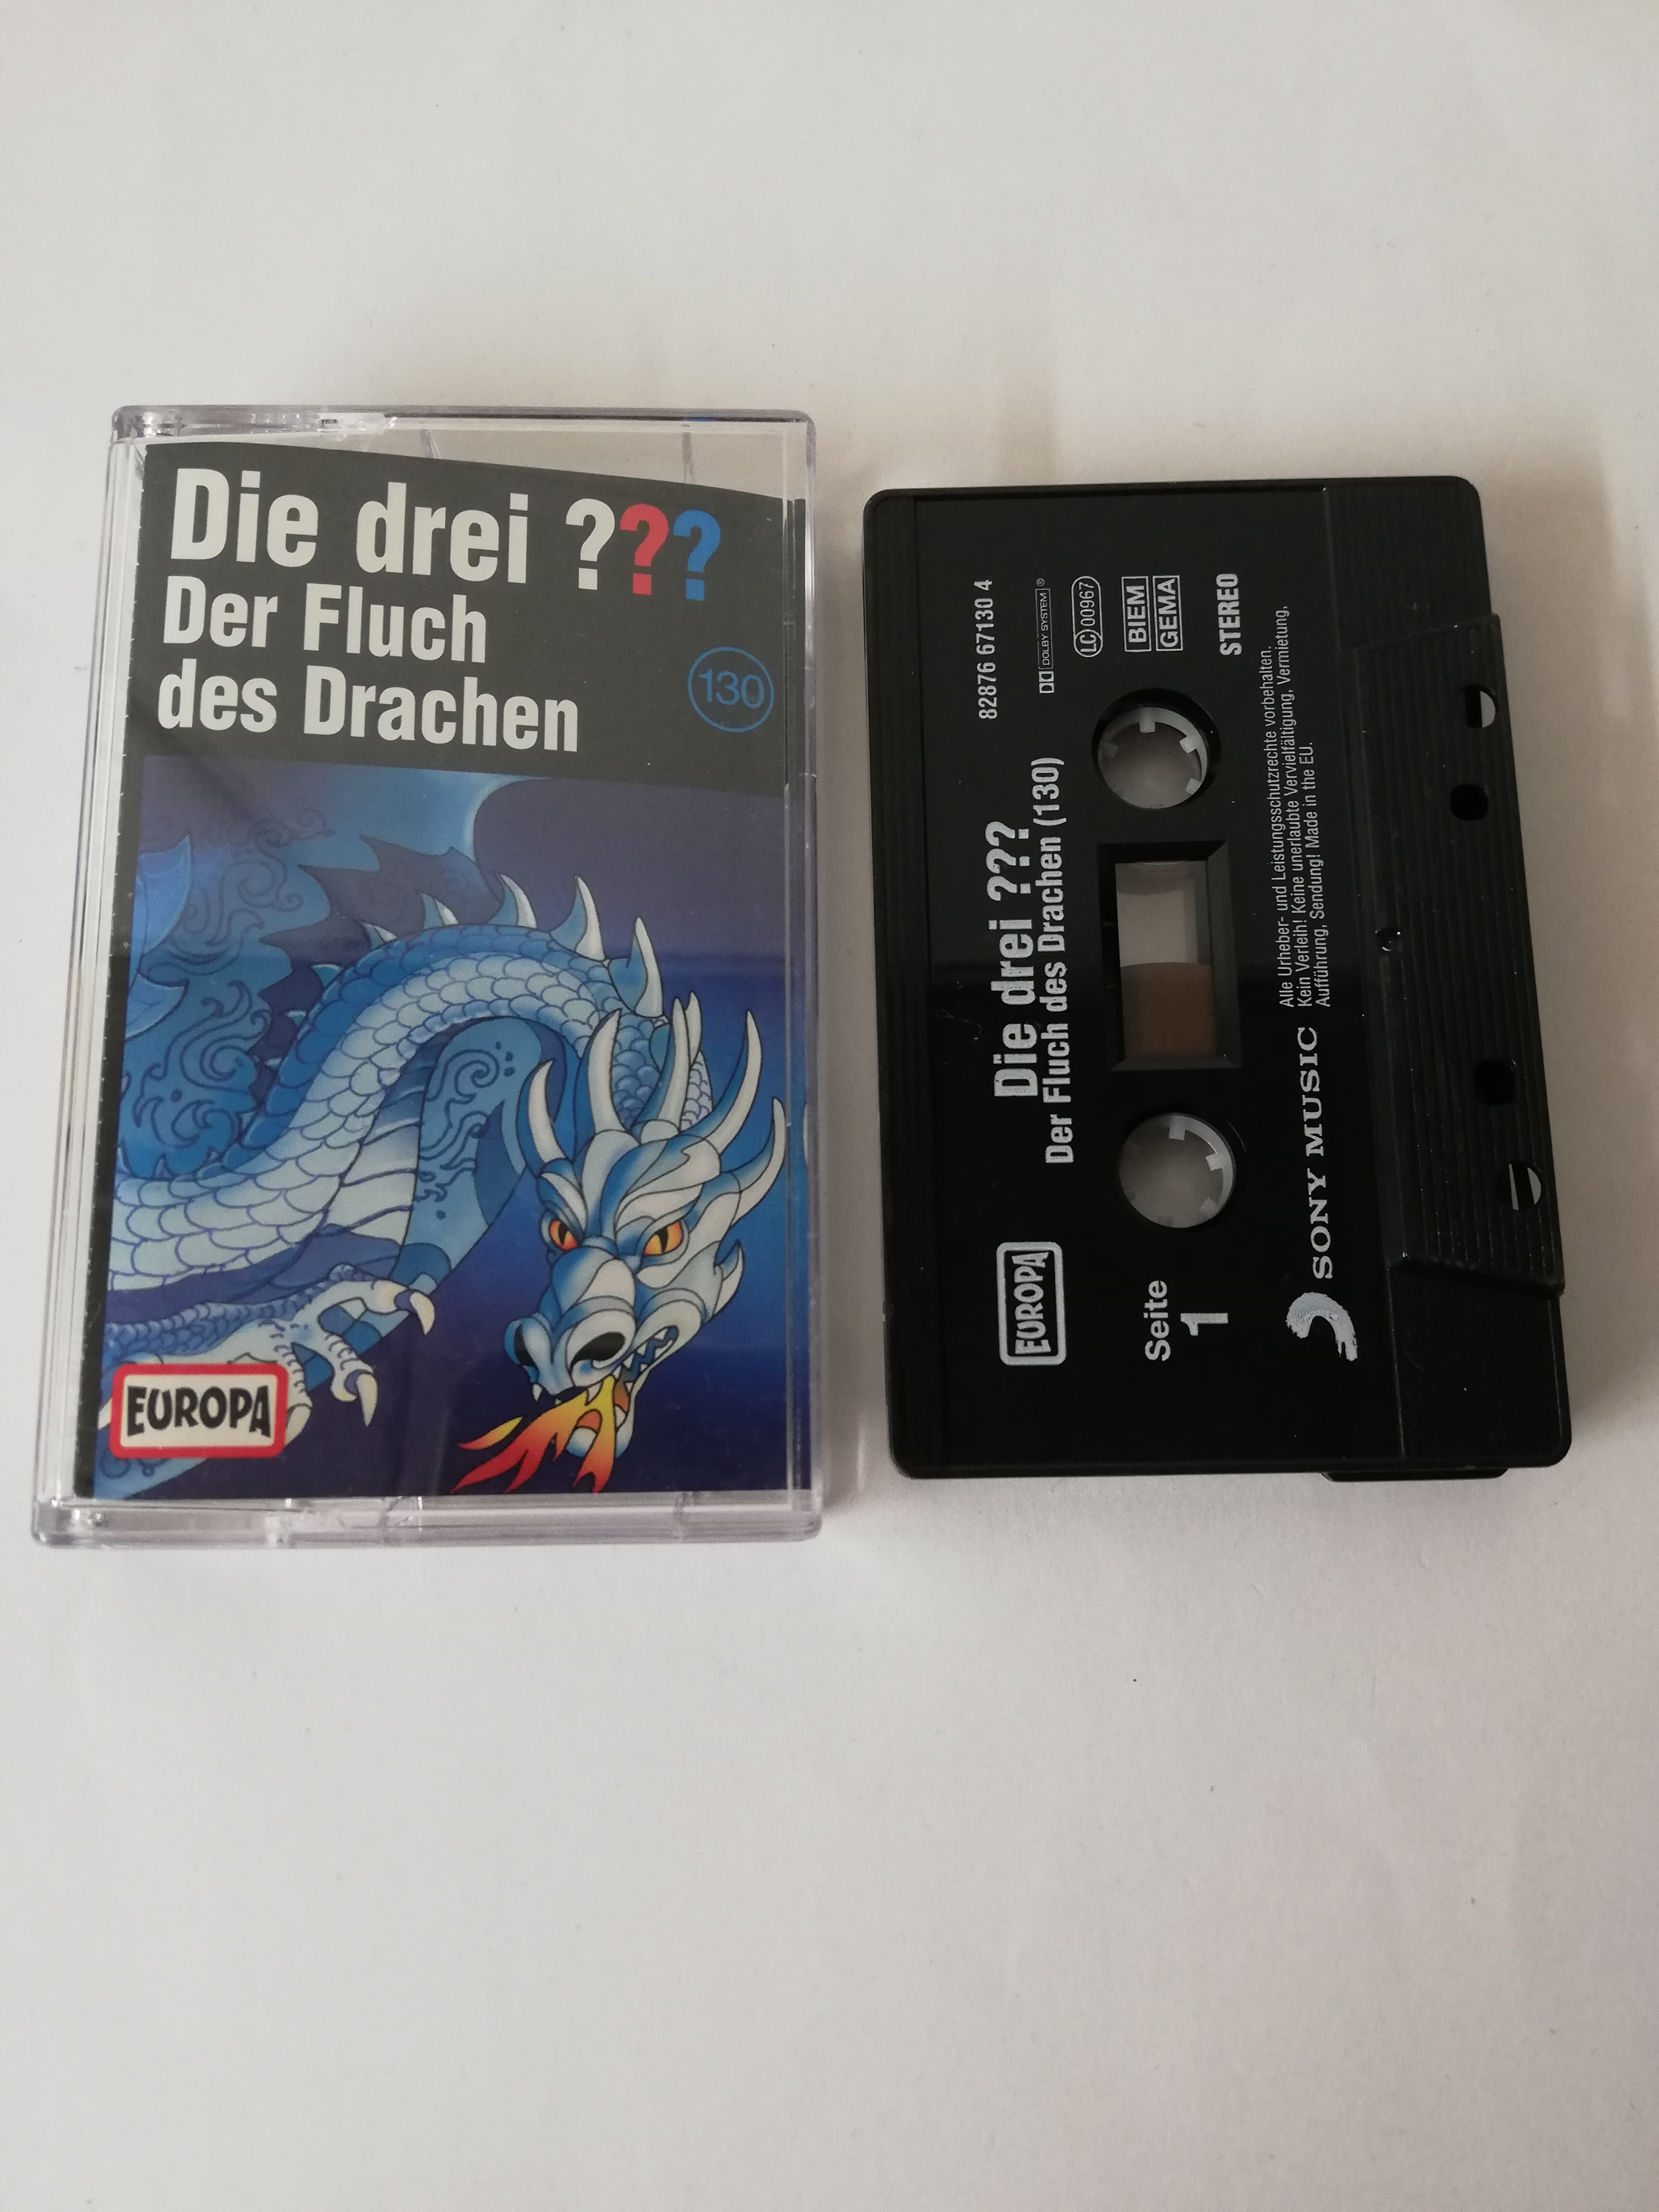 Die drei ???
Der Fluch
des Drachen
130
EUROPA
82876 67130 4
DOLBY SYSTEM ®
LC 00967
BIEM
GEMA
STEREO
Die drei ???
Der Fluch des Drachen (130)
EUROPA
Seite
1
SONY MUSIC
Alle Urheber- und Leistungsschutzrechte vorbehalten.
Kein Verleih! Keine unerlaubte Vervielfältigung, Vermietung,
Aufführung, Sendung! Made in the EU.